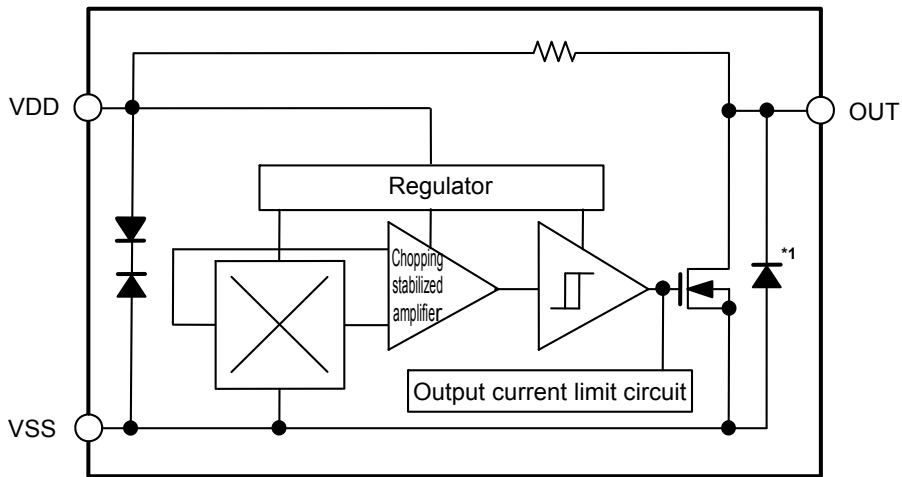 VDD
OUT
Regulator
Chopping
stabilized
amplifier
*1
Output current limit circuit
VSS